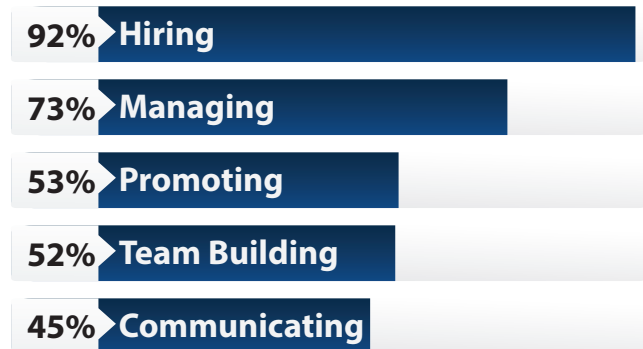 92% Hiring
73% Managing
53% Promoting
52% Team Building
45% Communicating